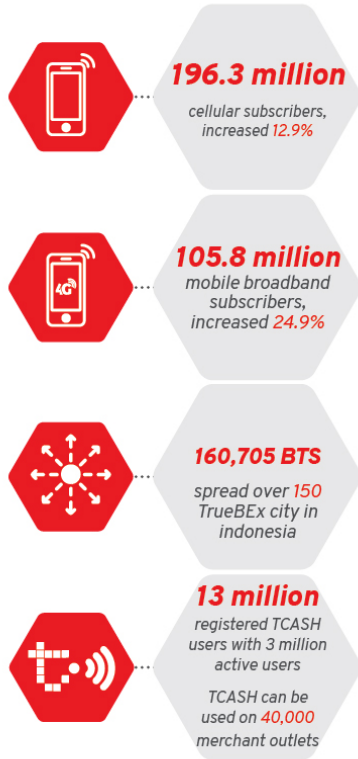 196.3 million
cellular subscribers,
increased 12.9%
4G
105.8 million
mobile broadband
subscribers,
increased 24.9%
160,705 BTS
spread over 150
TrueBEx city in
indonesia
t
13 million
registered TCASH
users with 3 million
active users
TCASH can be
used on 40,000
merchant outlets